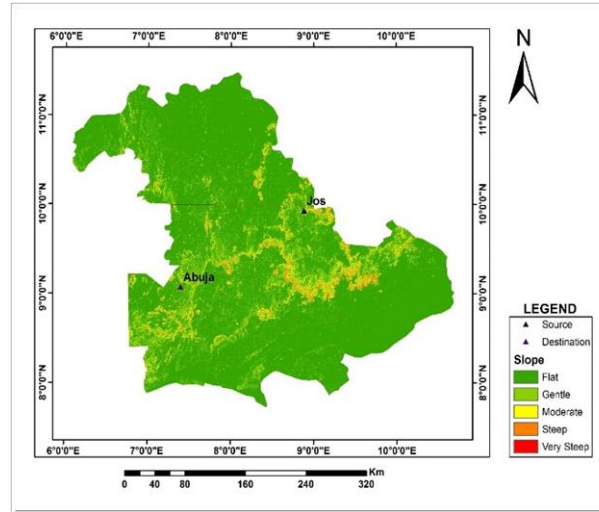 6°0'0"E 7°0'0"E 8°0'0"E 9°0'0"E 10°0'0"E
N
11°0'0"N 11°0'0"N
10°0'0"N 10°0'0"N
Jos
Abuja
9°0'0"N 9°0'0"N
8°0'0"N 8°0'0"N
6°0'0"E 7°0'0"E 8°0'0"E 9°0'0"E 10°0'0"E
LEGEND
Source
Destination
Slope
Flat
Gentle
Moderate
Steep
Very Steep
Km
0 40 80 160 240 320